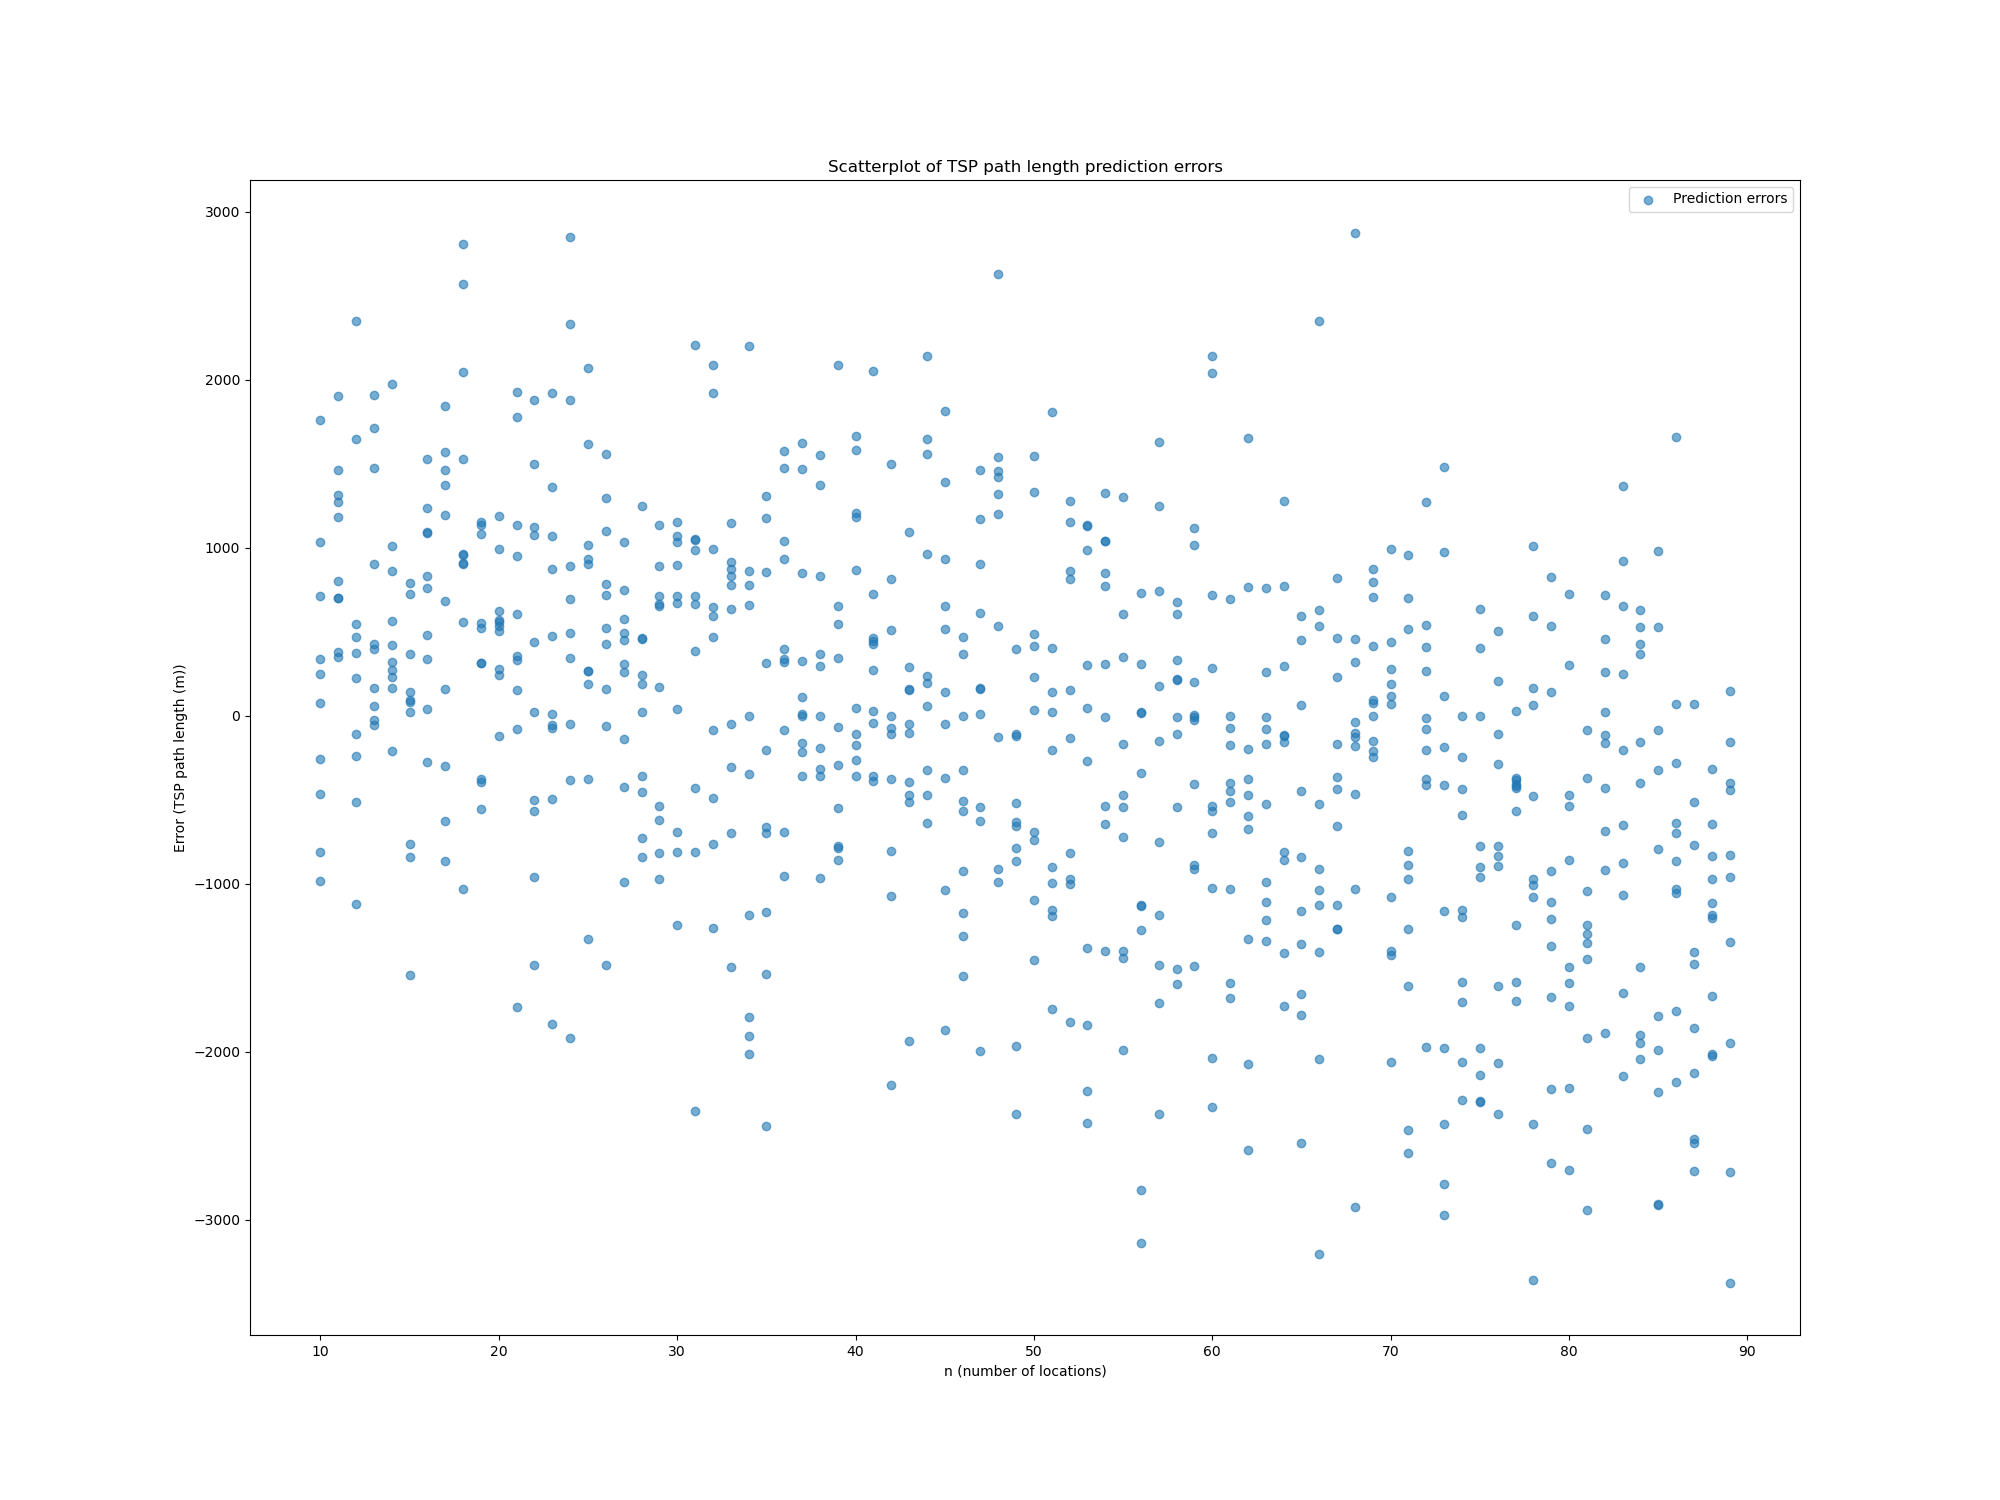 Scatterplot of TSP path length prediction errors
Prediction errors
3000
2000
1000
0
−1000
−2000
−3000
Error (TSP path length (m))
10 20 30 40 50 60 70 80 90
n (number of locations)